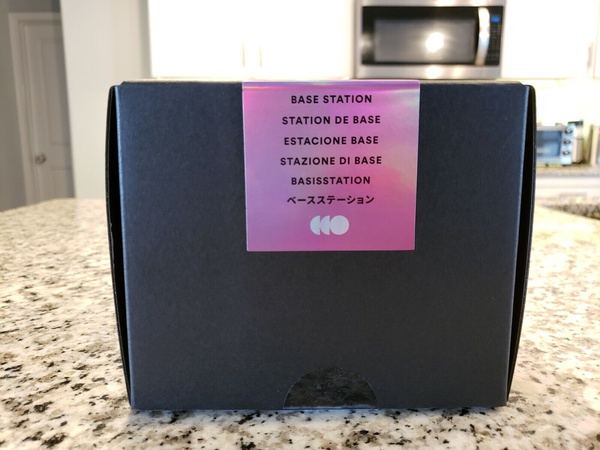 BASE STATION
STATION DE BASE
ESTACIONE BASE
STAZIONE DI BASE
BASISSTATION
ベースステーション